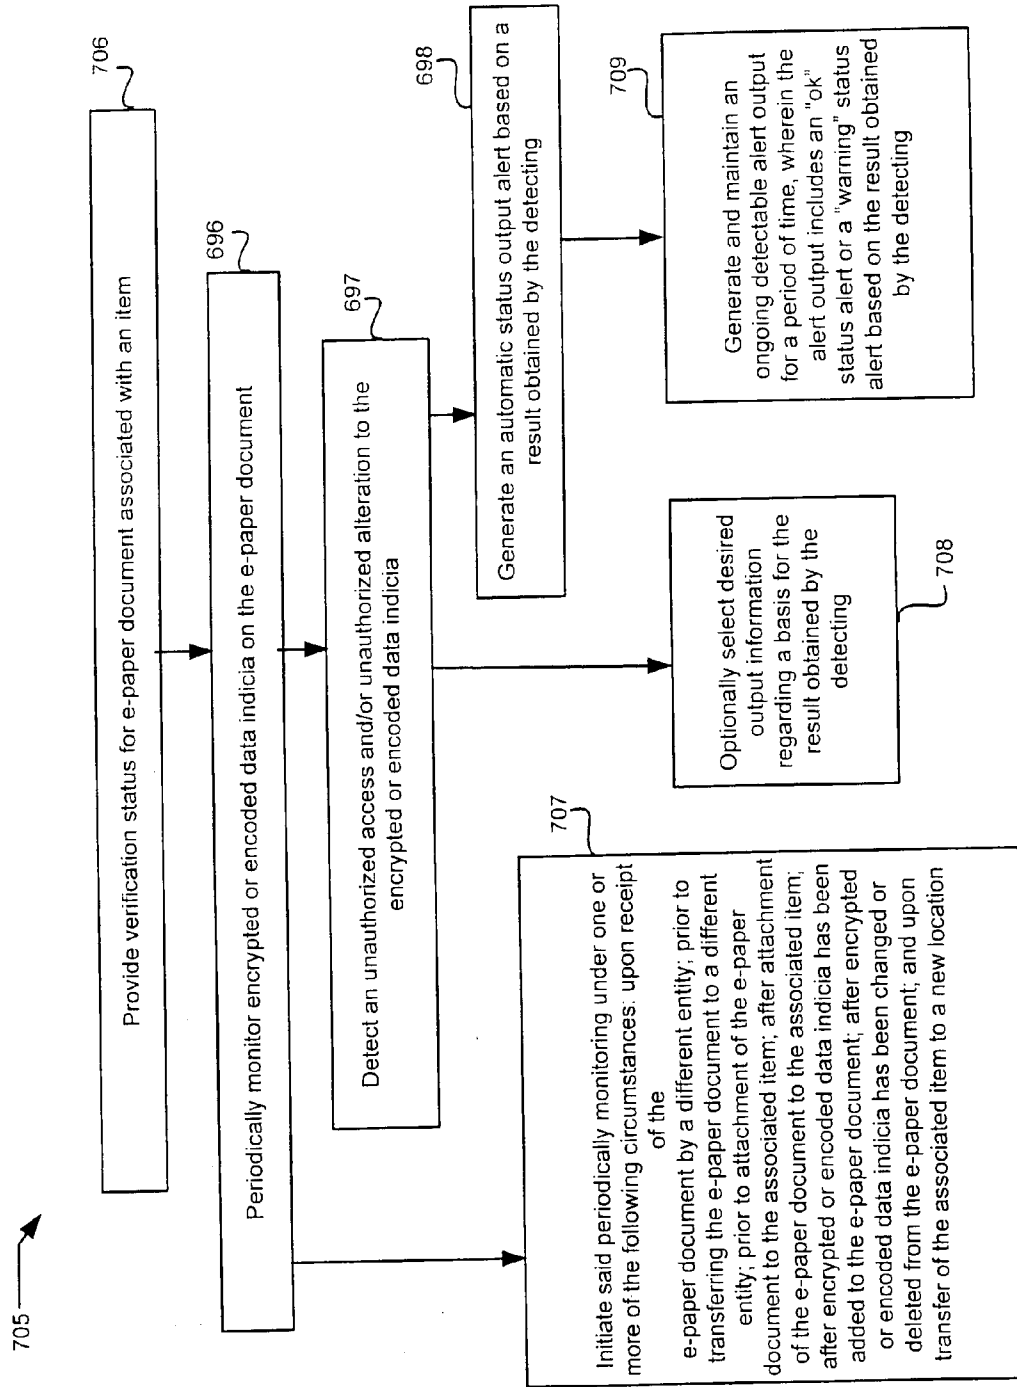 705
706
Provide verification status for e-paper document associated with an item
696
Periodically monitor encrypted or encoded data indicia on the e-paper document
697
Detect an unauthorized access and/or unauthorized alteration to the
encrypted or encoded data indicia
698
Generate an automatic status output alert based on a
result obtained by the detecting
707
Initiate said periodically monitoring under one or
more of the following circumstances: upon receipt
of the
e-paper document by a different entity; prior to
transferring the e-paper document to a different
entity; prior to attachment of the e-paper
document to the associated item; after attachment
of the e-paper document to the associated item;
after encrypted or encoded data indicia has been
added to the e-paper document; after encrypted
or encoded data indicia has been changed or
deleted from the e-paper document; and upon
transfer of the associated item to a new location
Optionally select desired
output information
regarding a basis for the
result obtained by the
detecting
708
709
Generate and maintain an
ongoing detectable alert output
for a period of time, wherein the
alert output includes an "ok"
status alert or a "warning" status
alert based on the result obtained
by the detecting